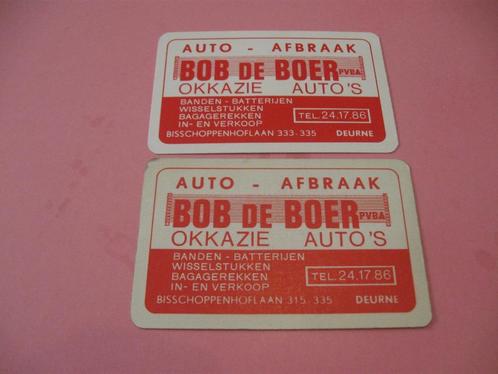 AUTO - AFBRAAK
BOB DE BOER PVBA
OKKAZIE AUTO'S
BANDEN - BATTERIJEN
WISSELSTUKKEN
BAGAGEREKKEN TEL. 24.17.86
IN- EN VERKOOP
BISSCHOPPENHOFLAAN 333-335 DEURNE
AUTO - AFBRAAK
BOB DE BOER PVBA
OKKAZIE AUTO'S
BANDEN - BATTERIJEN
WISSELSTUKKEN
BAGAGEREKKEN TEL. 24.17.86
IN- EN VERKOOP
BISSCHOPPENHOFLAAN 315-335 DEURNE